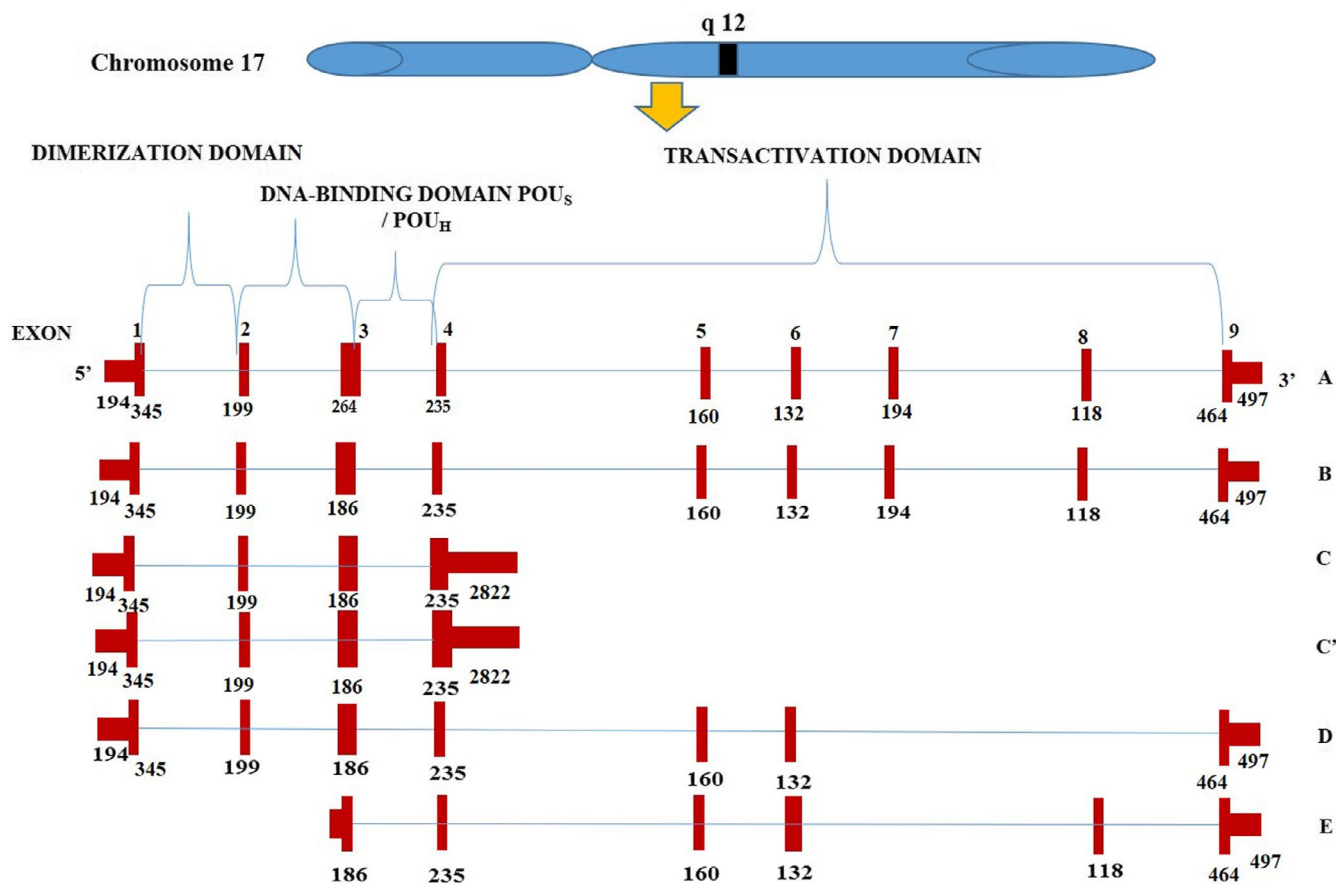 q 12
Chromosome 17
DIMERIZATION DOMAIN
TRANSACTIVATION DOMAIN
DNA-BINDING DOMAIN POUS
/ POUH
EXON 1 2 3 4 5 6 7 8 9
5’ 3’ A
194 345 199 264 235 160 132 194 118 464 497
B
194 345 199 186 235 160 132 194 118 464 497
C
194 345 199 186 235 2822
C’
194 345 199 186 235 2822
D
194 345 199 186 235 160 132 464 497
E
186 235 160 132 118 464 497